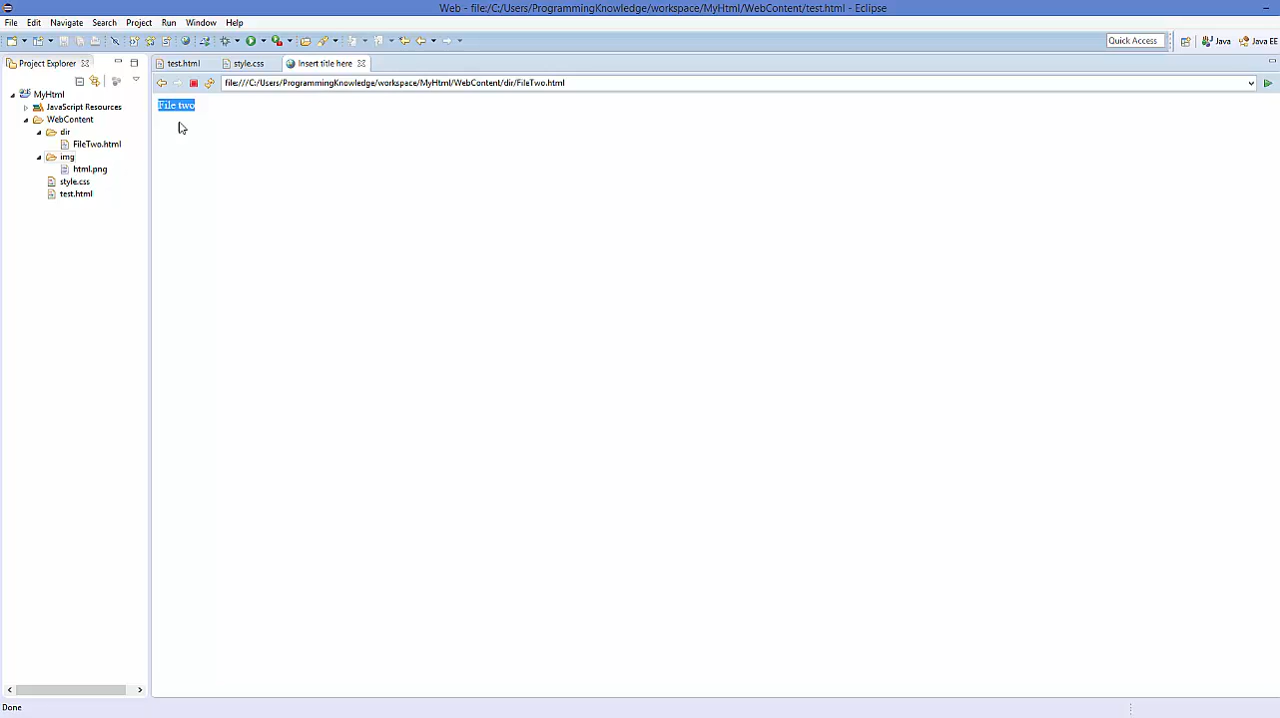 Web - file:/C:/Users/ProgrammingKnowledge/workspace/MyHtml/WebContent/test.html - Eclipse
File Edit Navigate Search Project Run Window Help
Quick Access Java Java EE
Project Explorer test.html style.css Insert title here
file:///C:/Users/ProgrammingKnowledge/workspace/MyHtml/WebContent/dir/FileTwo.html
File two
MyHtml
JavaScript Resources
WebContent
dir
FileTwo.html
img
html.png
style.css
test.html
Done